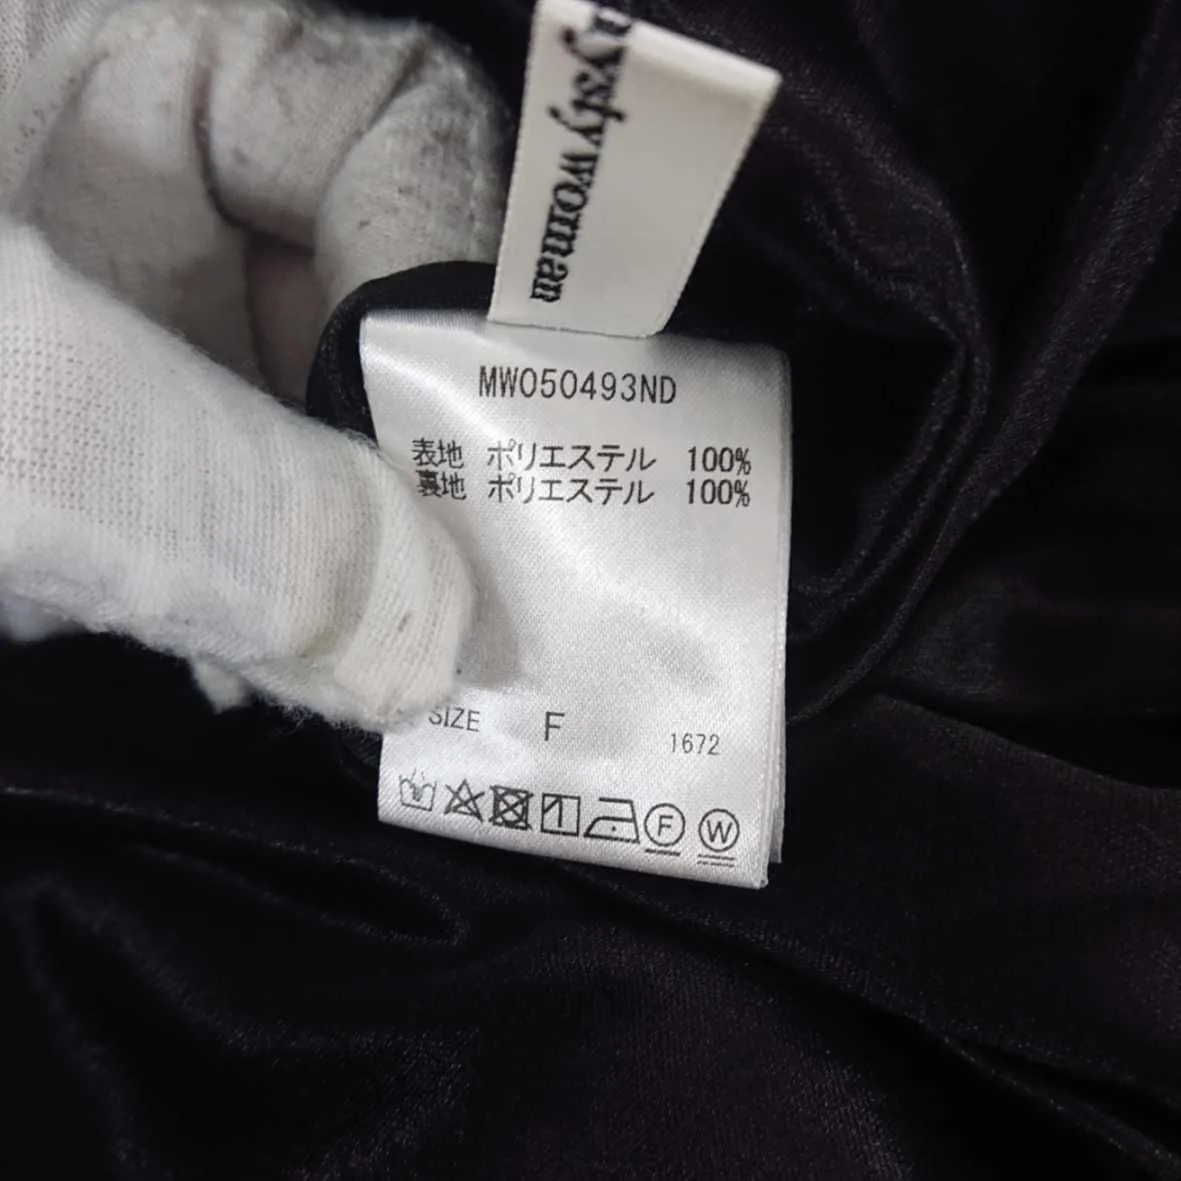 mystywoman
MW050493ND
表地 ポリエステル 100%
裏地 ポリエステル 100%
SIZE F
1672
F W